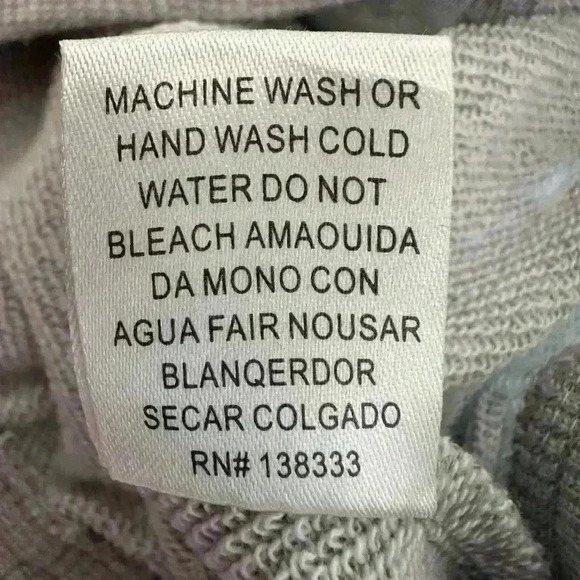 MACHINE WASH OR
HAND WASH COLD
WATER DO NOT
BLEACH AMAOUIDA
DA MONO CON
AGUA FAIR NOUSAR
BLANQERDOR
SECAR COLGADO
RN# 138333